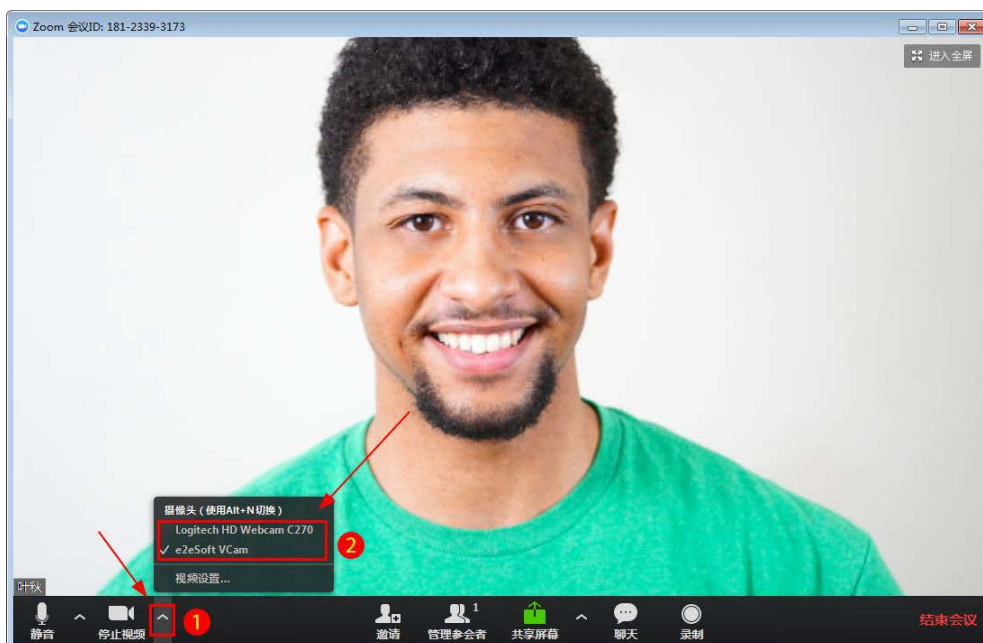 Zoom 会议ID: 181-2339-3173
进入全屏
摄像头 ( 使用Alt+N切换 )
Logitech HD Webcam C270
✓ e2eSoft VCam
2
视频设置...
叶秋
静音
停止视频
1
邀请
管理参会者
1
共享屏幕
聊天
录制
结束会议